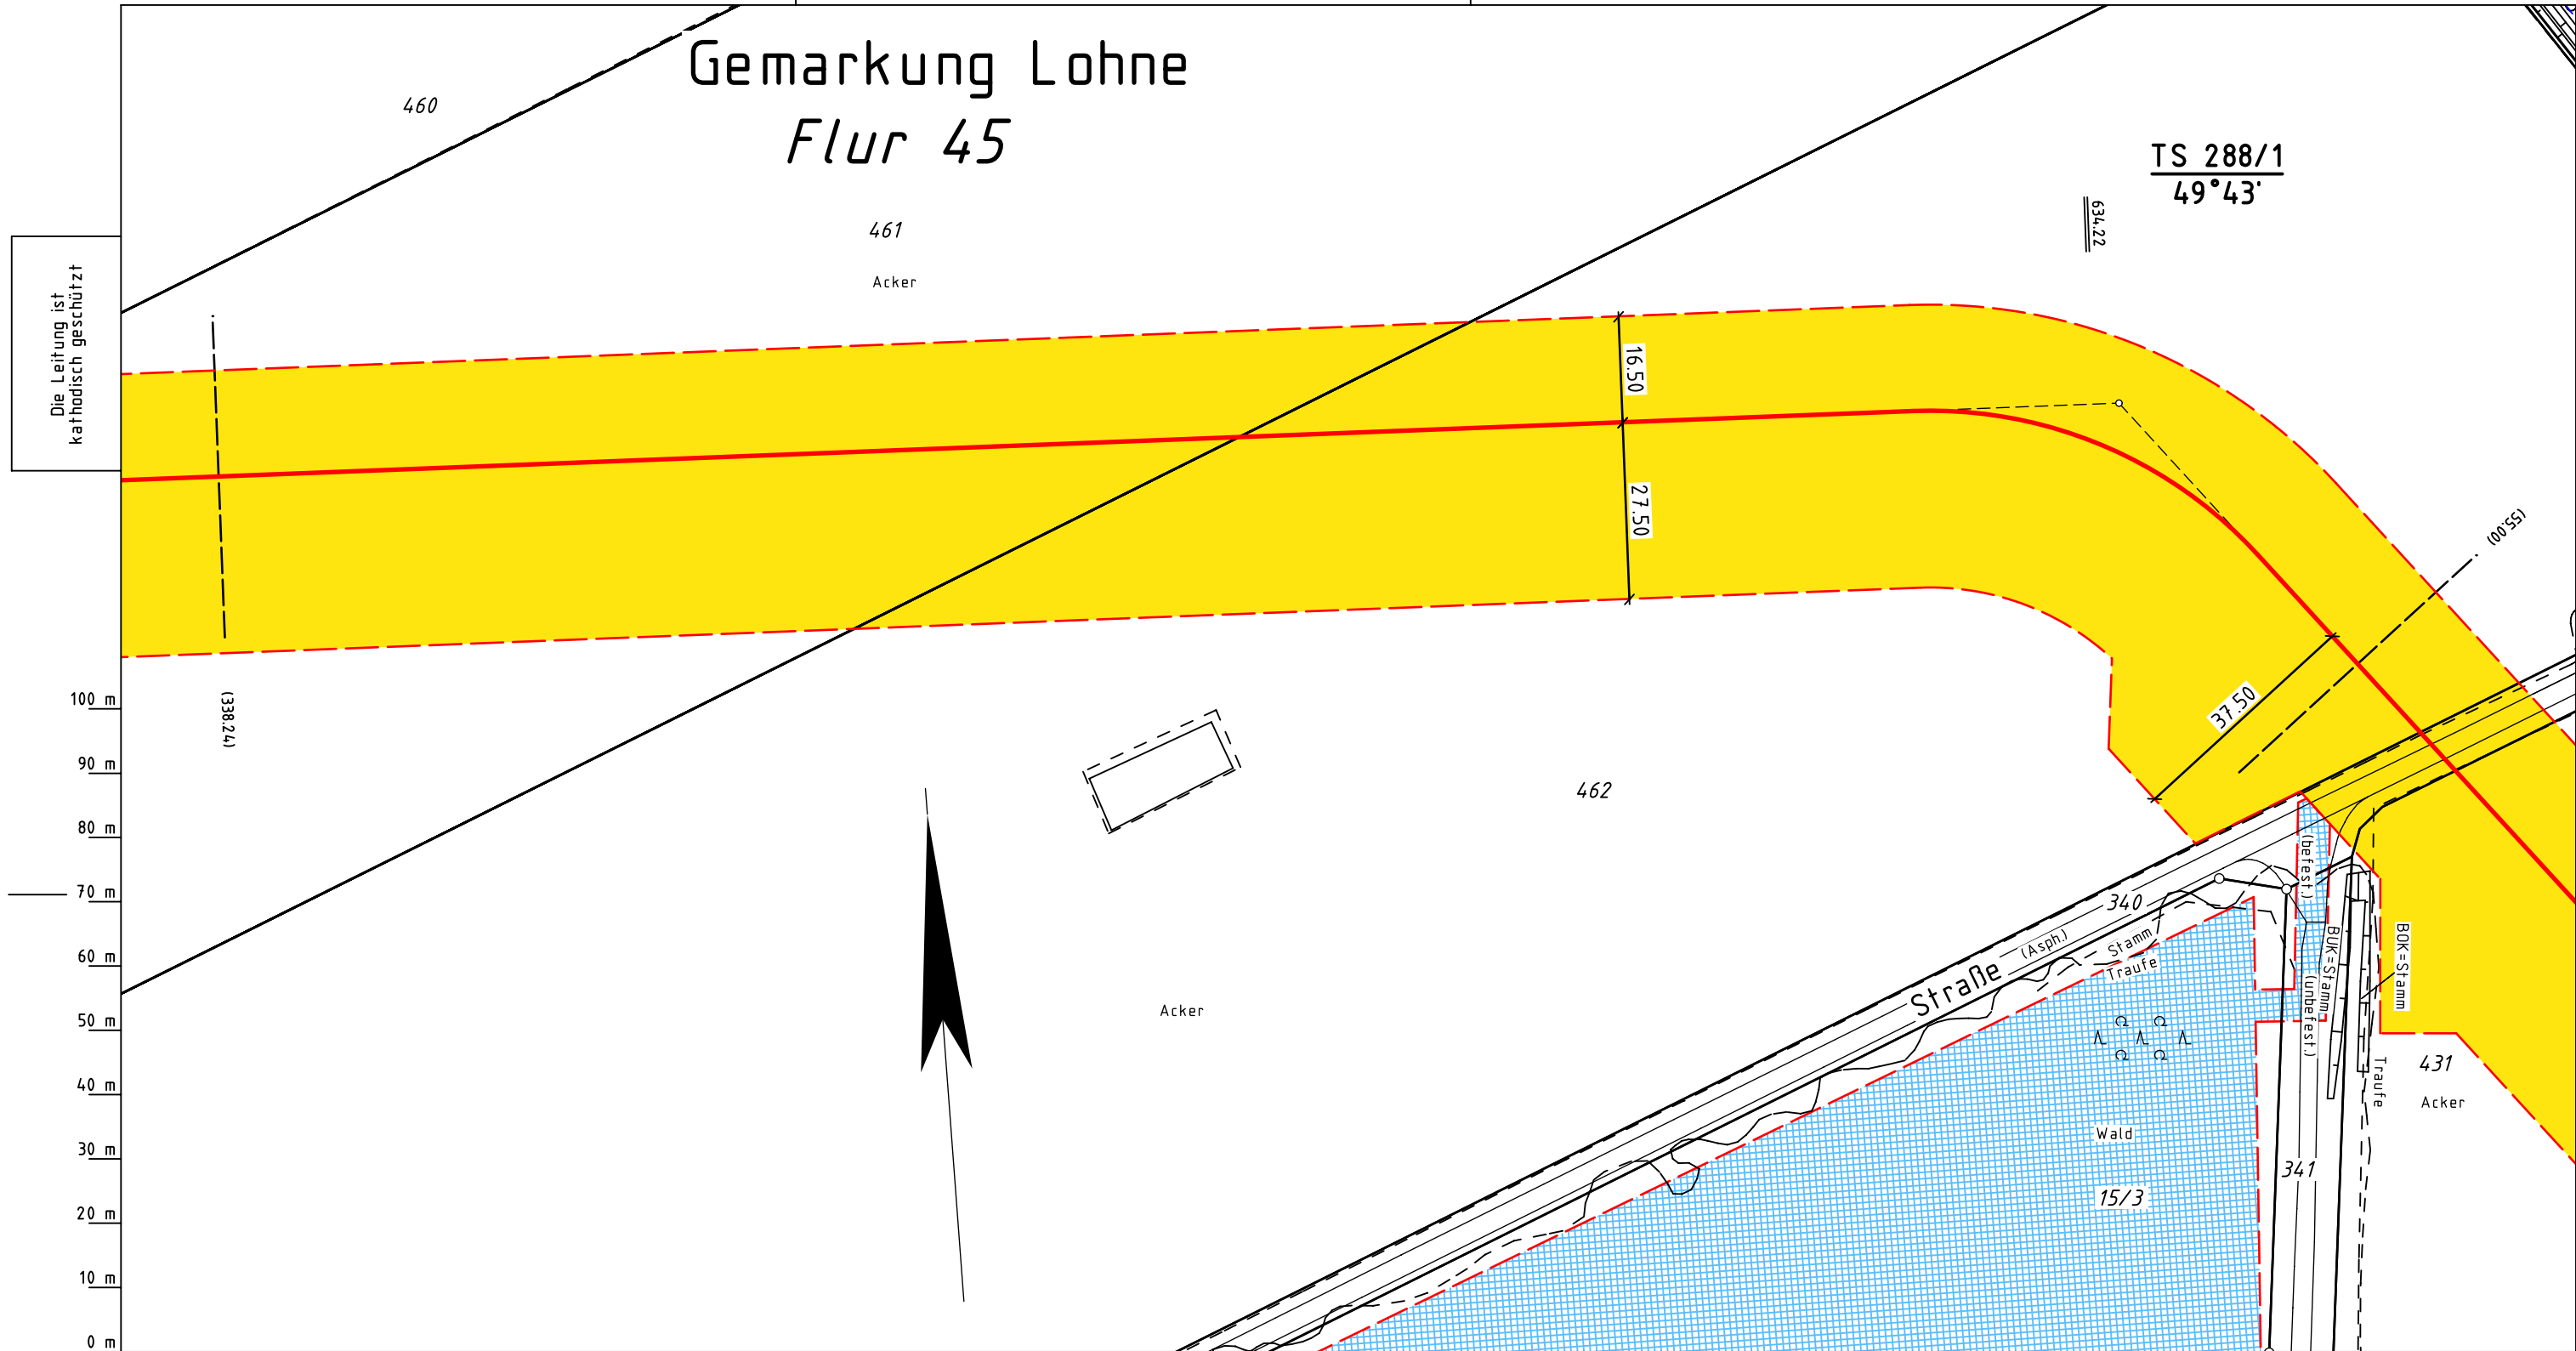 Gemarkung Lohne
Flur 45
460
461
Acker
TS 288/1
49°43'
634.22
Die Leitung ist
kathodisch geschützt
16.50
27.50
(55.00)
37.50
(338.24)
100 m
90 m
80 m
70 m
60 m
50 m
40 m
30 m
20 m
10 m
0 m
462
Acker
340
(Asph.)
Straße
Stamm
Traufe
(befest.)
(unbefest.)
BUK=Stamm
BOK=Stamm
Traufe
431
Acker
Wald
341
15/3